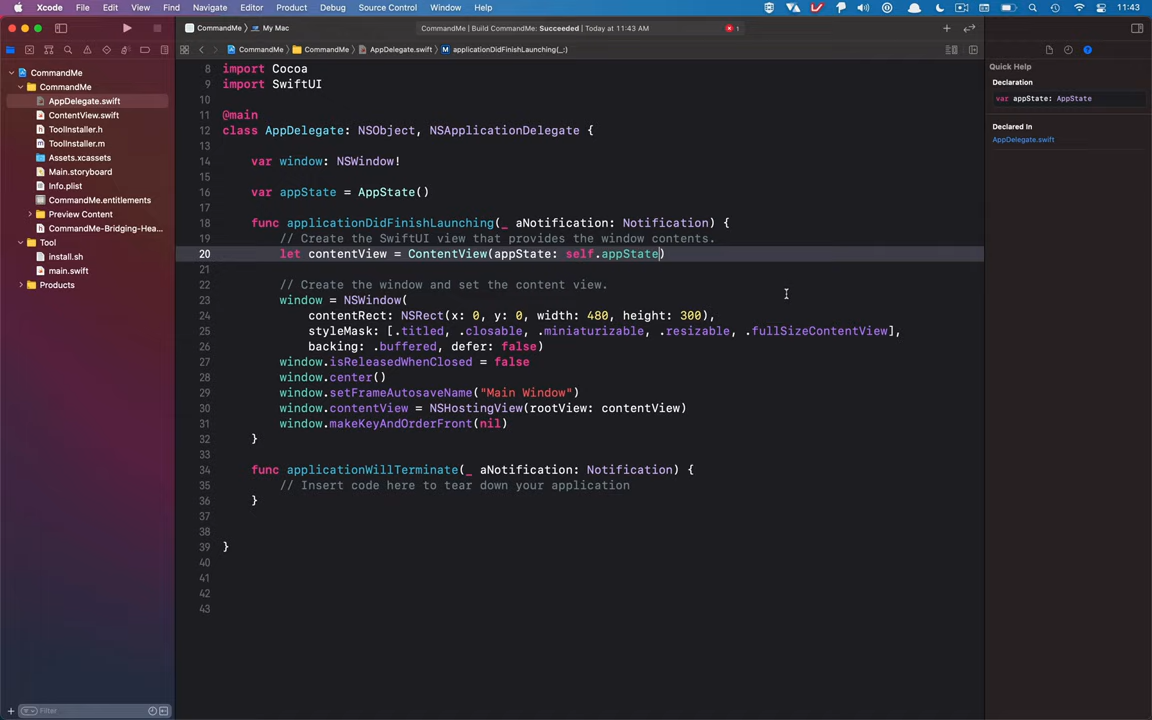 Xcode File Edit View Find Navigate Editor Product Debug Source Control Window Help 11:43
CommandMe My Mac CommandMe | Build CommandMe: Succeeded | Today at 11:43 AM 1
CommandMe CommandMe AppDelegate.swift M applicationDidFinishLaunching(_:)
CommandMe
CommandMe
AppDelegate.swift
ContentView.swift
ToolInstaller.h
ToolInstaller.m
Assets.xcassets
Main.storyboard
Info.plist
CommandMe.entitlements
Preview Content
CommandMe-Bridging-Hea...
Tool
install.sh
main.swift
Products
Filter
8 import Cocoa
9 import SwiftUI
10
11 @main
12 class AppDelegate: NSObject, NSApplicationDelegate {
13
14 var window: NSWindow!
15
16 var appState = AppState()
17
18 func applicationDidFinishLaunching(_ aNotification: Notification) {
19 // Create the SwiftUI view that provides the window contents.
20 let contentView = ContentView(appState: self.appState)
21
22 // Create the window and set the content view.
23 window = NSWindow(
24 contentRect: NSRect(x: 0, y: 0, width: 480, height: 300),
25 styleMask: [.titled, .closable, .miniaturizable, .resizable, .fullSizeContentView],
26 backing: .buffered, defer: false)
27 window.isReleasedWhenClosed = false
28 window.center()
29 window.setFrameAutosaveName("Main Window")
30 window.contentView = NSHostingView(rootView: contentView)
31 window.makeKeyAndOrderFront(nil)
32 }
33
34 func applicationWillTerminate(_ aNotification: Notification) {
35 // Insert code here to tear down your application
36 }
37
38
39 }
40
41
42
43
Quick Help
Declaration
var appState: AppState
Declared In
AppDelegate.swift